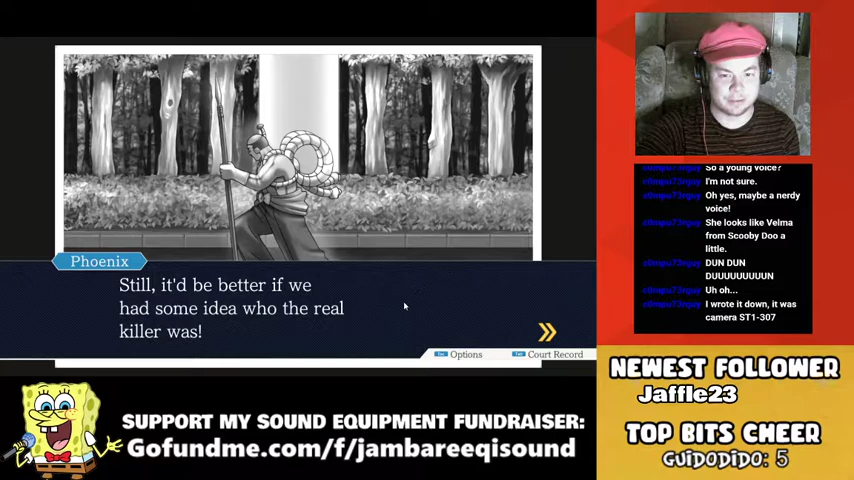 Phoenix
Still, it'd be better if we
had some idea who the real
killer was!
Options
Court Record
So a young voice?
I'm not sure.
Oh yes, maybe a nerdy
voice!
She looks like Velma
from Scooby Doo a
little.
DUN DUN
DUUUUUUUUN
Uh oh...
I wrote it down, it was
camera ST1-307
NEWEST FOLLOWER
Jaffle23
TOP BITS CHEER
GUIDODIDO: 5
SUPPORT MY SOUND EQUIPMENT FUNDRAISER:
Gofundme.com/f/jambareeqisound